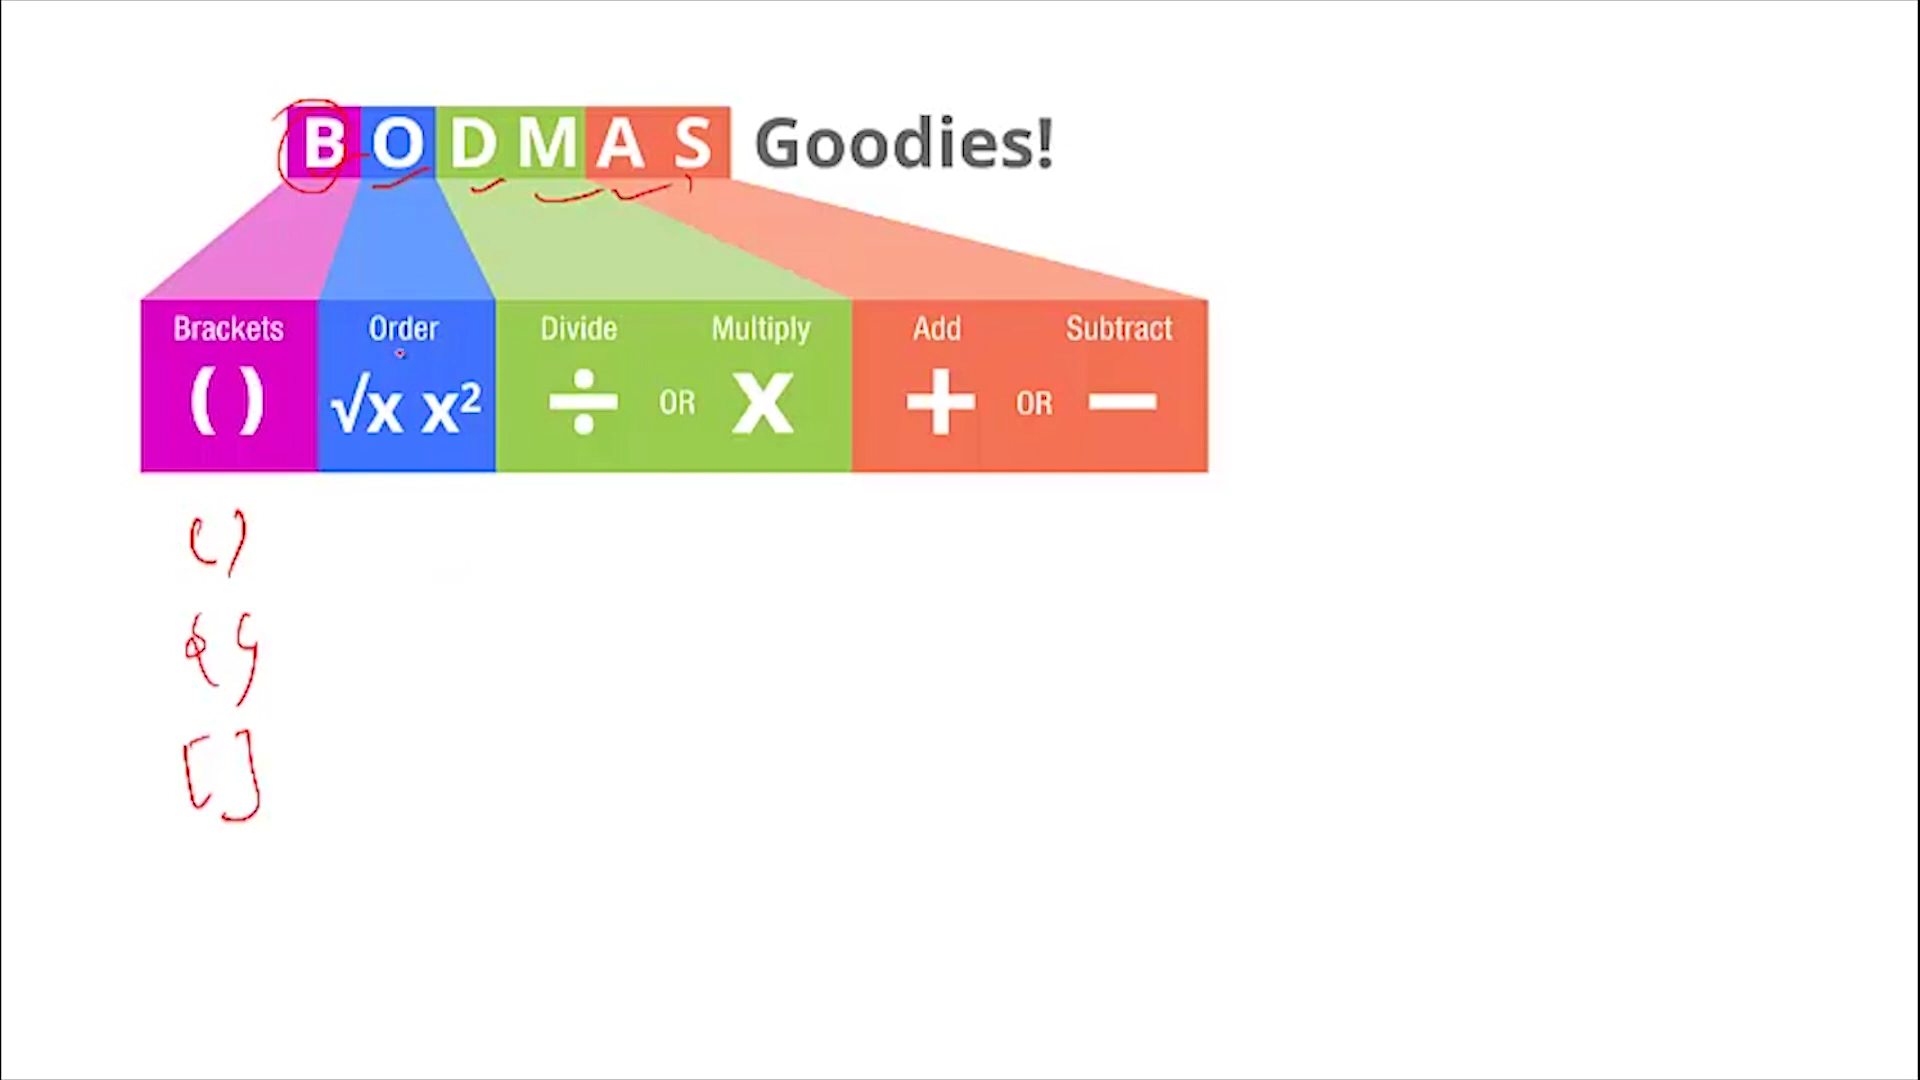 BODMAS Goodies!
Brackets Order Divide Multiply Add Subtract
( ) √x x² ÷ OR x + OR −
( )
{ }
[ ]